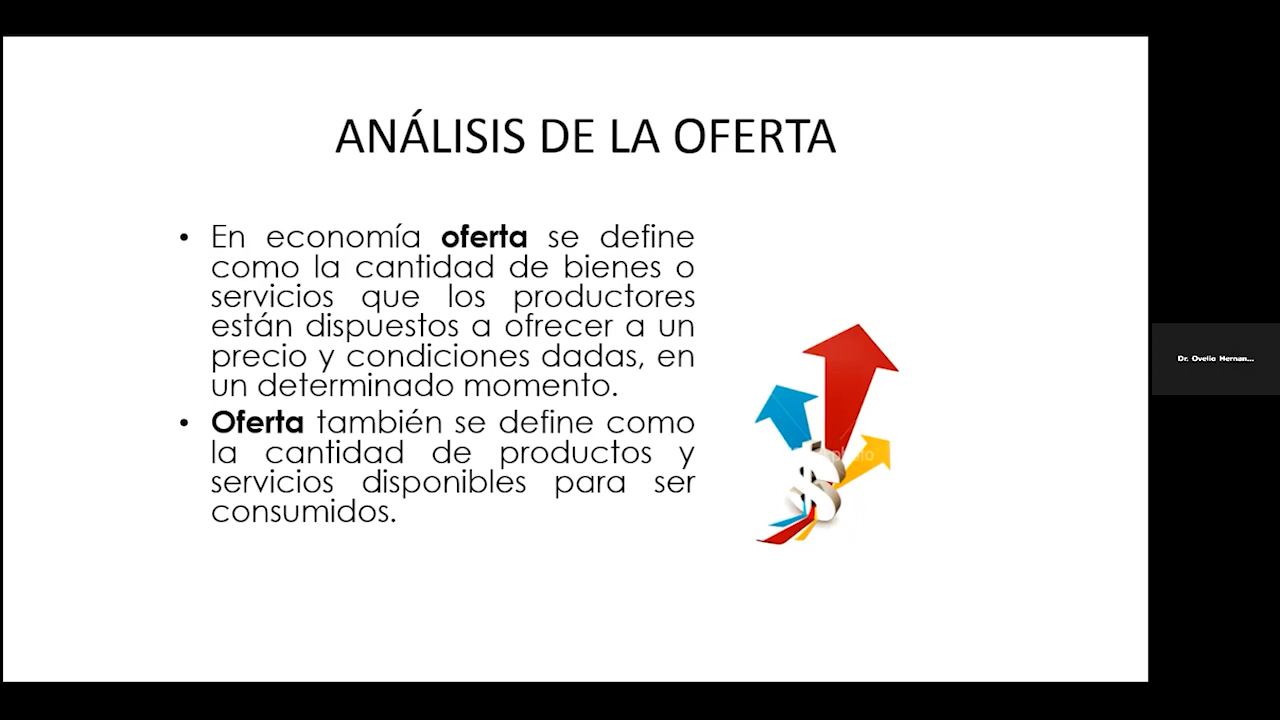 ANÁLISIS DE LA OFERTA
• En economía oferta se define
como la cantidad de bienes o
servicios que los productores
están dispuestos a ofrecer a un
precio y condiciones dadas, en
un determinado momento.
• Oferta también se define como
la cantidad de productos y
servicios disponibles para ser
consumidos.
$
Dr. Ovelio Hernan...